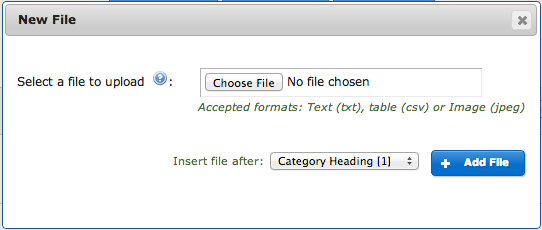 New File
Select a file to upload ?:
Choose File No file chosen
Accepted formats: Text (txt), table (csv) or Image (jpeg)
Insert file after: Category Heading [1] + Add File